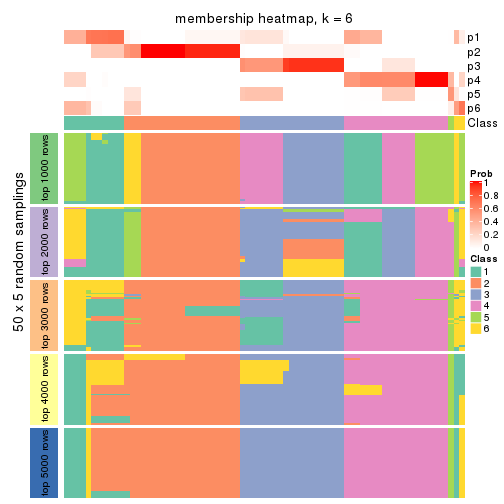 membership heatmap, k = 6
p1
p2
p3
p4
p5
p6
Class
50 x 5 random samplings
top 1000 rows
top 2000 rows
top 3000 rows
top 4000 rows
top 5000 rows
Prob
1
0.8
0.6
0.4
0.2
0
Class
1
2
3
4
5
6